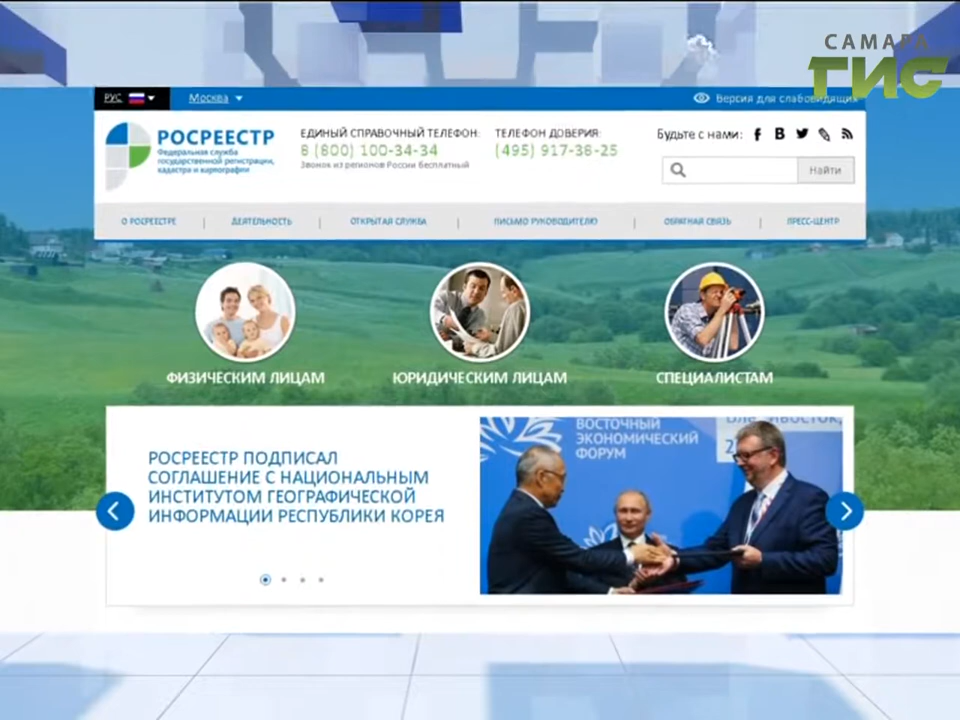 САМАРА
ГИС
РУС
Москва
Версия для слабовидящих
РОСРЕЕСТР
Федеральная служба
государственной регистрации,
кадастра и картографии
ЕДИНЫЙ СПРАВОЧНЫЙ ТЕЛЕФОН:
8 (800) 100-34-34
Звонок из регионов России бесплатный
ТЕЛЕФОН ДОВЕРИЯ:
(495) 917-38-25
Будьте с нами:
Найти
О РОСРЕЕСТРЕ
ДЕЯТЕЛЬНОСТЬ
ОТКРЫТАЯ СЛУЖБА
ПИСЬМО РУКОВОДИТЕЛЮ
ОБРАТНАЯ СВЯЗЬ
ПРЕСС-ЦЕНТР
ФИЗИЧЕСКИМ ЛИЦАМ
ЮРИДИЧЕСКИМ ЛИЦАМ
СПЕЦИАЛИСТАМ
РОСРЕЕСТР ПОДПИСАЛ
СОГЛАШЕНИЕ С НАЦИОНАЛЬНЫМ
ИНСТИТУТОМ ГЕОГРАФИЧЕСКОЙ
ИНФОРМАЦИИ РЕСПУБЛИКИ КОРЕЯ
ВОСТОЧНЫЙ
ЭКОНОМИЧЕСКИЙ
ФОРУМ
Владивосток,